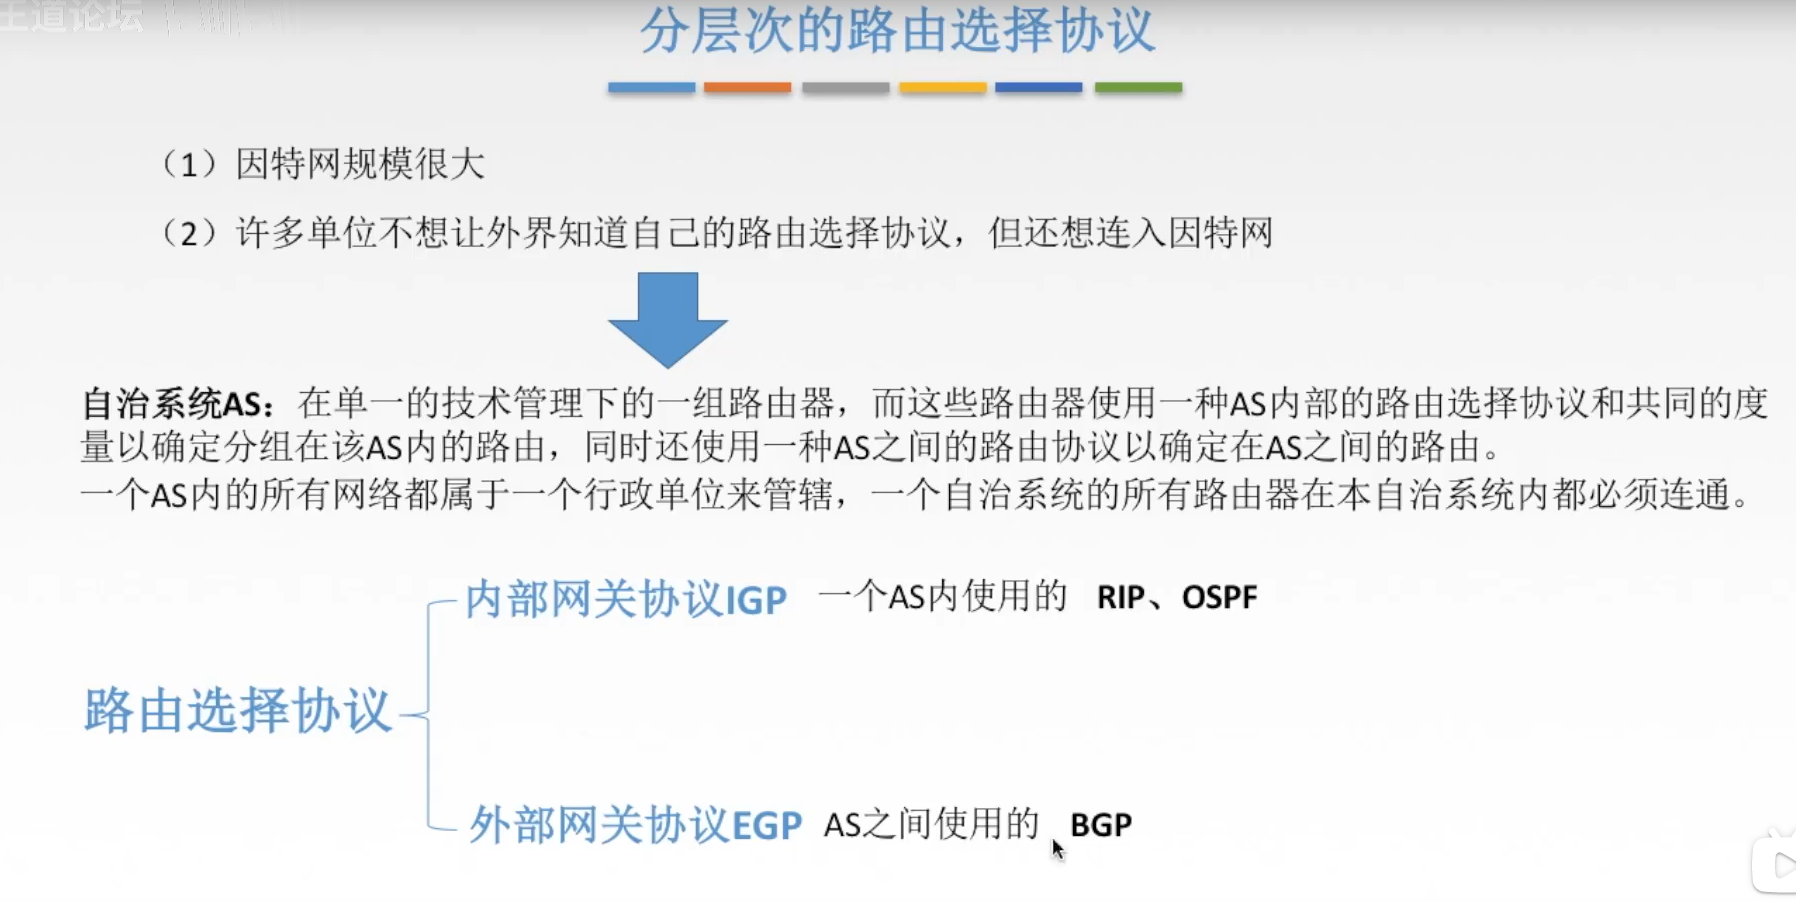 王道论坛
分层次的路由选择协议
（1）因特网规模很大
（2）许多单位不想让外界知道自己的路由选择协议，但还想连入因特网
自治系统AS：在单一的技术管理下的一组路由器，而这些路由器使用一种AS内部的路由选择协议和共同的度
量以确定分组在该AS内的路由，同时还使用一种AS之间的路由协议以确定在AS之间的路由。
一个AS内的所有网络都属于一个行政单位来管辖，一个自治系统的所有路由器在本自治系统内都必须连通。
内部网关协议IGP 一个AS内使用的 RIP、OSPF
路由选择协议
外部网关协议EGP AS之间使用的 BGP